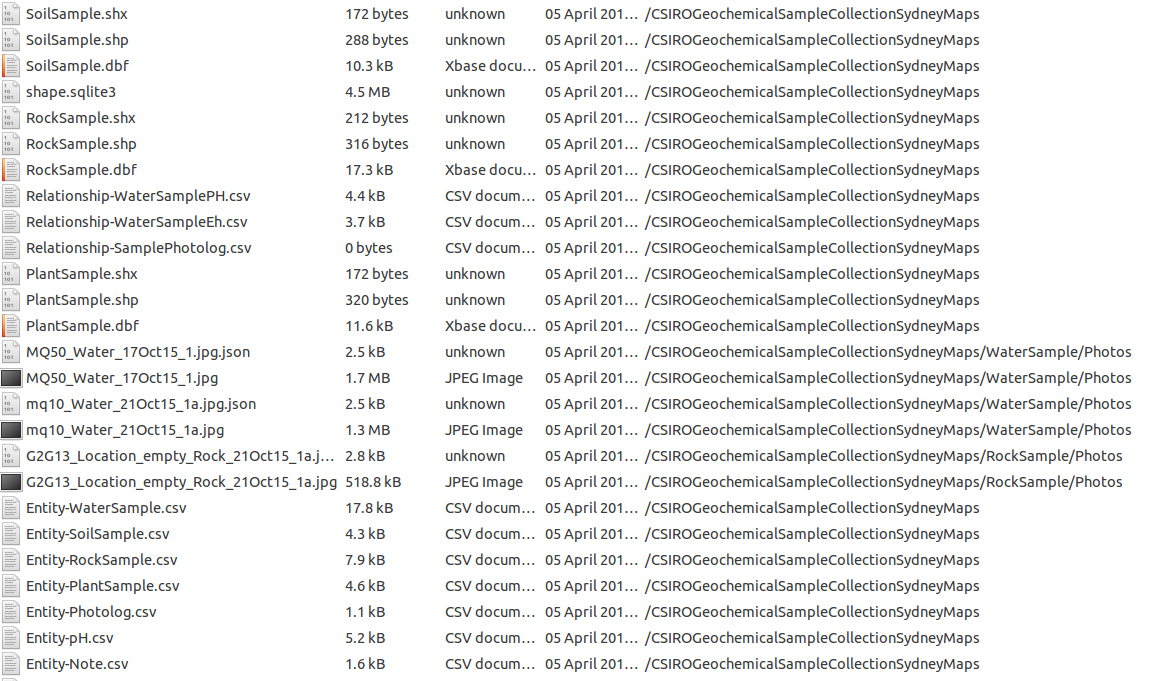 SoilSample.shx 172 bytes unknown 05 April 201… /CSIROGeochemicalSampleCollectionSydneyMaps
SoilSample.shp 288 bytes unknown 05 April 201… /CSIROGeochemicalSampleCollectionSydneyMaps
SoilSample.dbf 10.3 kB Xbase docu… 05 April 201… /CSIROGeochemicalSampleCollectionSydneyMaps
shape.sqlite3 4.5 MB unknown 05 April 201… /CSIROGeochemicalSampleCollectionSydneyMaps
RockSample.shx 212 bytes unknown 05 April 201… /CSIROGeochemicalSampleCollectionSydneyMaps
RockSample.shp 316 bytes unknown 05 April 201… /CSIROGeochemicalSampleCollectionSydneyMaps
RockSample.dbf 17.3 kB Xbase docu… 05 April 201… /CSIROGeochemicalSampleCollectionSydneyMaps
Relationship-WaterSamplePH.csv 4.4 kB CSV docum… 05 April 201… /CSIROGeochemicalSampleCollectionSydneyMaps
Relationship-WaterSampleEh.csv 3.7 kB CSV docum… 05 April 201… /CSIROGeochemicalSampleCollectionSydneyMaps
Relationship-SamplePhotolog.csv 0 bytes CSV docum… 05 April 201… /CSIROGeochemicalSampleCollectionSydneyMaps
PlantSample.shx 172 bytes unknown 05 April 201… /CSIROGeochemicalSampleCollectionSydneyMaps
PlantSample.shp 320 bytes unknown 05 April 201… /CSIROGeochemicalSampleCollectionSydneyMaps
PlantSample.dbf 11.6 kB Xbase docu… 05 April 201… /CSIROGeochemicalSampleCollectionSydneyMaps
MQ50_Water_17Oct15_1.jpg.json 2.5 kB unknown 05 April 201… /CSIROGeochemicalSampleCollectionSydneyMaps/WaterSample/Photos
MQ50_Water_17Oct15_1.jpg 1.7 MB JPEG Image 05 April 201… /CSIROGeochemicalSampleCollectionSydneyMaps/WaterSample/Photos
mq10_Water_21Oct15_1a.jpg.json 2.5 kB unknown 05 April 201… /CSIROGeochemicalSampleCollectionSydneyMaps/WaterSample/Photos
mq10_Water_21Oct15_1a.jpg 1.3 MB JPEG Image 05 April 201… /CSIROGeochemicalSampleCollectionSydneyMaps/WaterSample/Photos
G2G13_Location_empty_Rock_21Oct15_1a.j… 2.8 kB unknown 05 April 201… /CSIROGeochemicalSampleCollectionSydneyMaps/RockSample/Photos
G2G13_Location_empty_Rock_21Oct15_1a.jpg 518.8 kB JPEG Image 05 April 201… /CSIROGeochemicalSampleCollectionSydneyMaps/RockSample/Photos
Entity-WaterSample.csv 17.8 kB CSV docum… 05 April 201… /CSIROGeochemicalSampleCollectionSydneyMaps
Entity-SoilSample.csv 4.3 kB CSV docum… 05 April 201… /CSIROGeochemicalSampleCollectionSydneyMaps
Entity-RockSample.csv 7.9 kB CSV docum… 05 April 201… /CSIROGeochemicalSampleCollectionSydneyMaps
Entity-PlantSample.csv 4.6 kB CSV docum… 05 April 201… /CSIROGeochemicalSampleCollectionSydneyMaps
Entity-Photolog.csv 1.1 kB CSV docum… 05 April 201… /CSIROGeochemicalSampleCollectionSydneyMaps
Entity-pH.csv 5.2 kB CSV docum… 05 April 201… /CSIROGeochemicalSampleCollectionSydneyMaps
Entity-Note.csv 1.6 kB CSV docum… 05 April 201… /CSIROGeochemicalSampleCollectionSydneyMaps